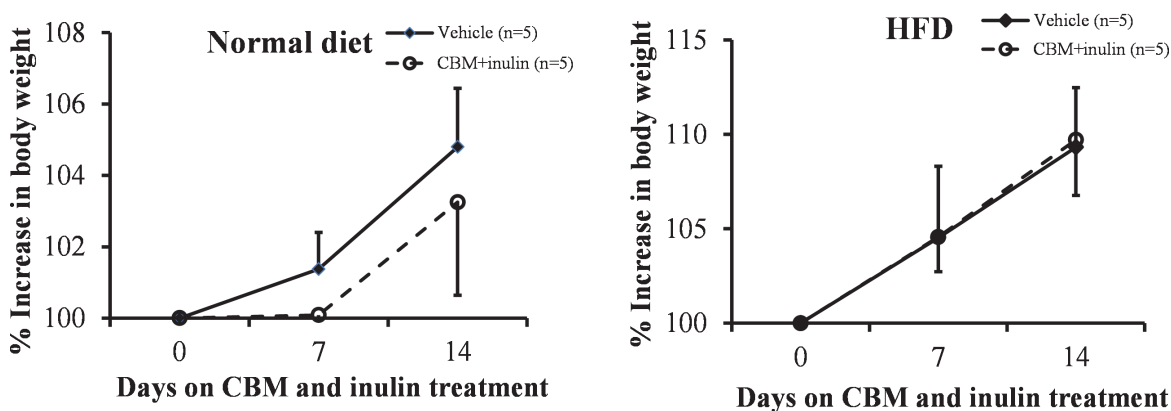 Normal diet
Vehicle (n=5)
CBM+inulin (n=5)
% Increase in body weight
108
106
104
102
100
0
7
14
Days on CBM and inulin treatment
HFD
Vehicle (n=5)
CBM+inulin (n=5)
% Increase in body weight
115
110
105
100
0
7
14
Days on CBM and inulin treatment